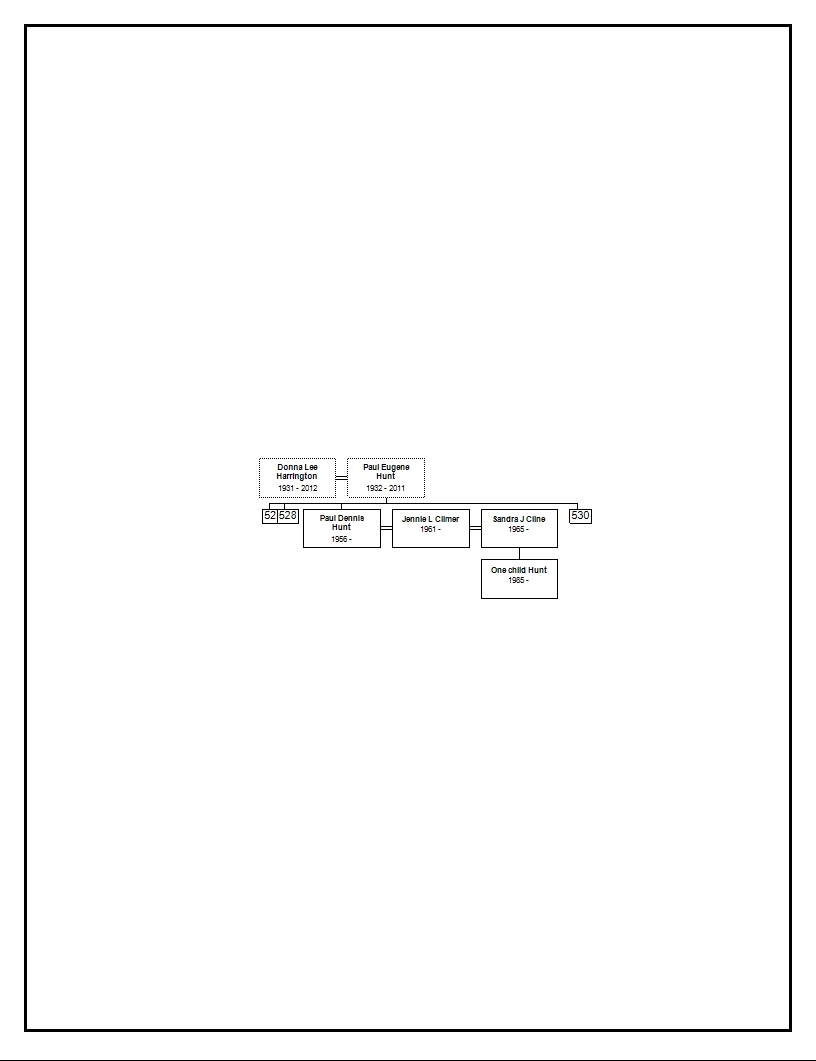 Donna Lee
Harrington
1931 - 2012
Paul Eugene
Hunt
1932 - 2011
52
528
Paul Dennis
Hunt
1956 -
Jennie L Cilmer
1961 -
Sandra J Cline
1965 -
530
One child Hunt
1985 -